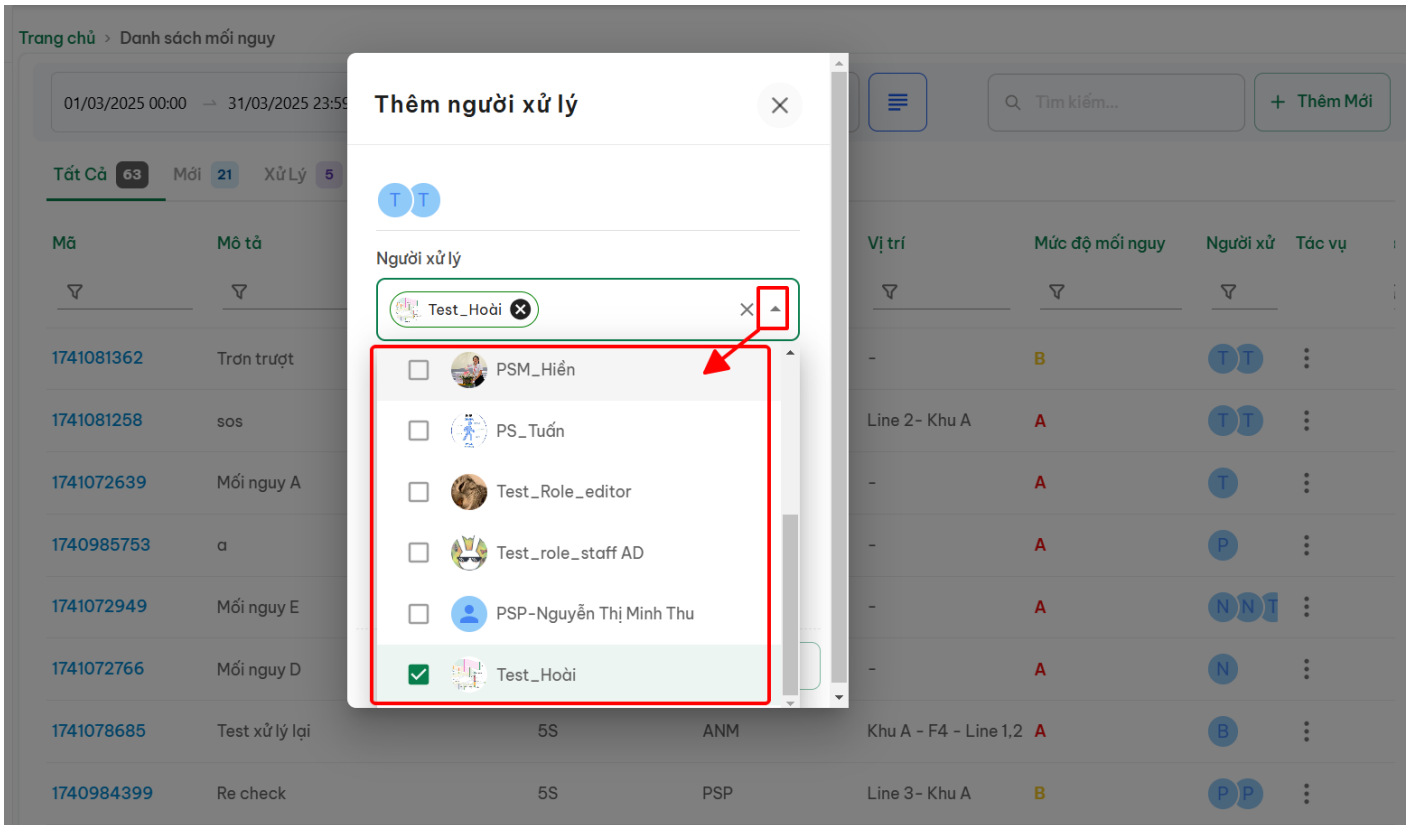 Trang chủ > Danh sách mối nguy
01/03/2025 00:00 → 31/03/2025 23:59
Tìm kiếm...
+ Thêm Mới
Tất Cả 63 Mới 21 Xử Lý 5
Thêm người xử lý
T T
Người xử lý
Test_Hoài
PSM_Hiền
PS_Tuấn
Test_Role_editor
Test_role_staff AD
PSP-Nguyễn Thị Minh Thu
Test_Hoài
Mã Mô tả Vị trí Mức độ mối nguy Người xử Tác vụ
1741081362 Trơn trượt - B T T
1741081258 sos Line 2- Khu A A T T
1741072639 Mối nguy A - A T
1740985753 a - A P
1741072949 Mối nguy E - A N N T
1741072766 Mối nguy D - A N
1741078685 Test xử lý lại 5S ANM Khu A - F4 - Line 1,2 A B
1740984399 Re check 5S PSP Line 3- Khu A B P P